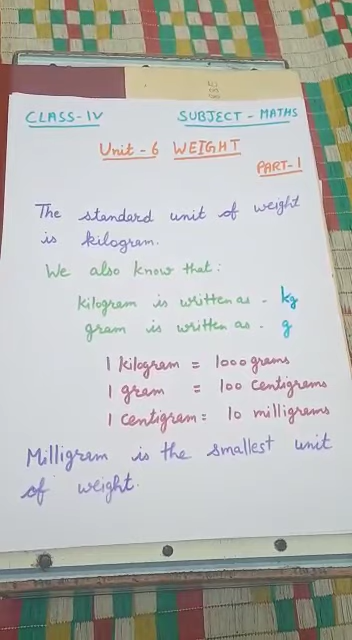 CLASS-IV SUBJECT - MATHS
Unit - 6 WEIGHT
PART-1
The standard unit of weight
is kilogram.
We also know that:
kilogram is written as - kg
gram is written as - g
1 kilogram = 1000 grams
1 gram = 100 centigrams
1 centigram = 10 milligrams
Milligram is the smallest unit
of weight.